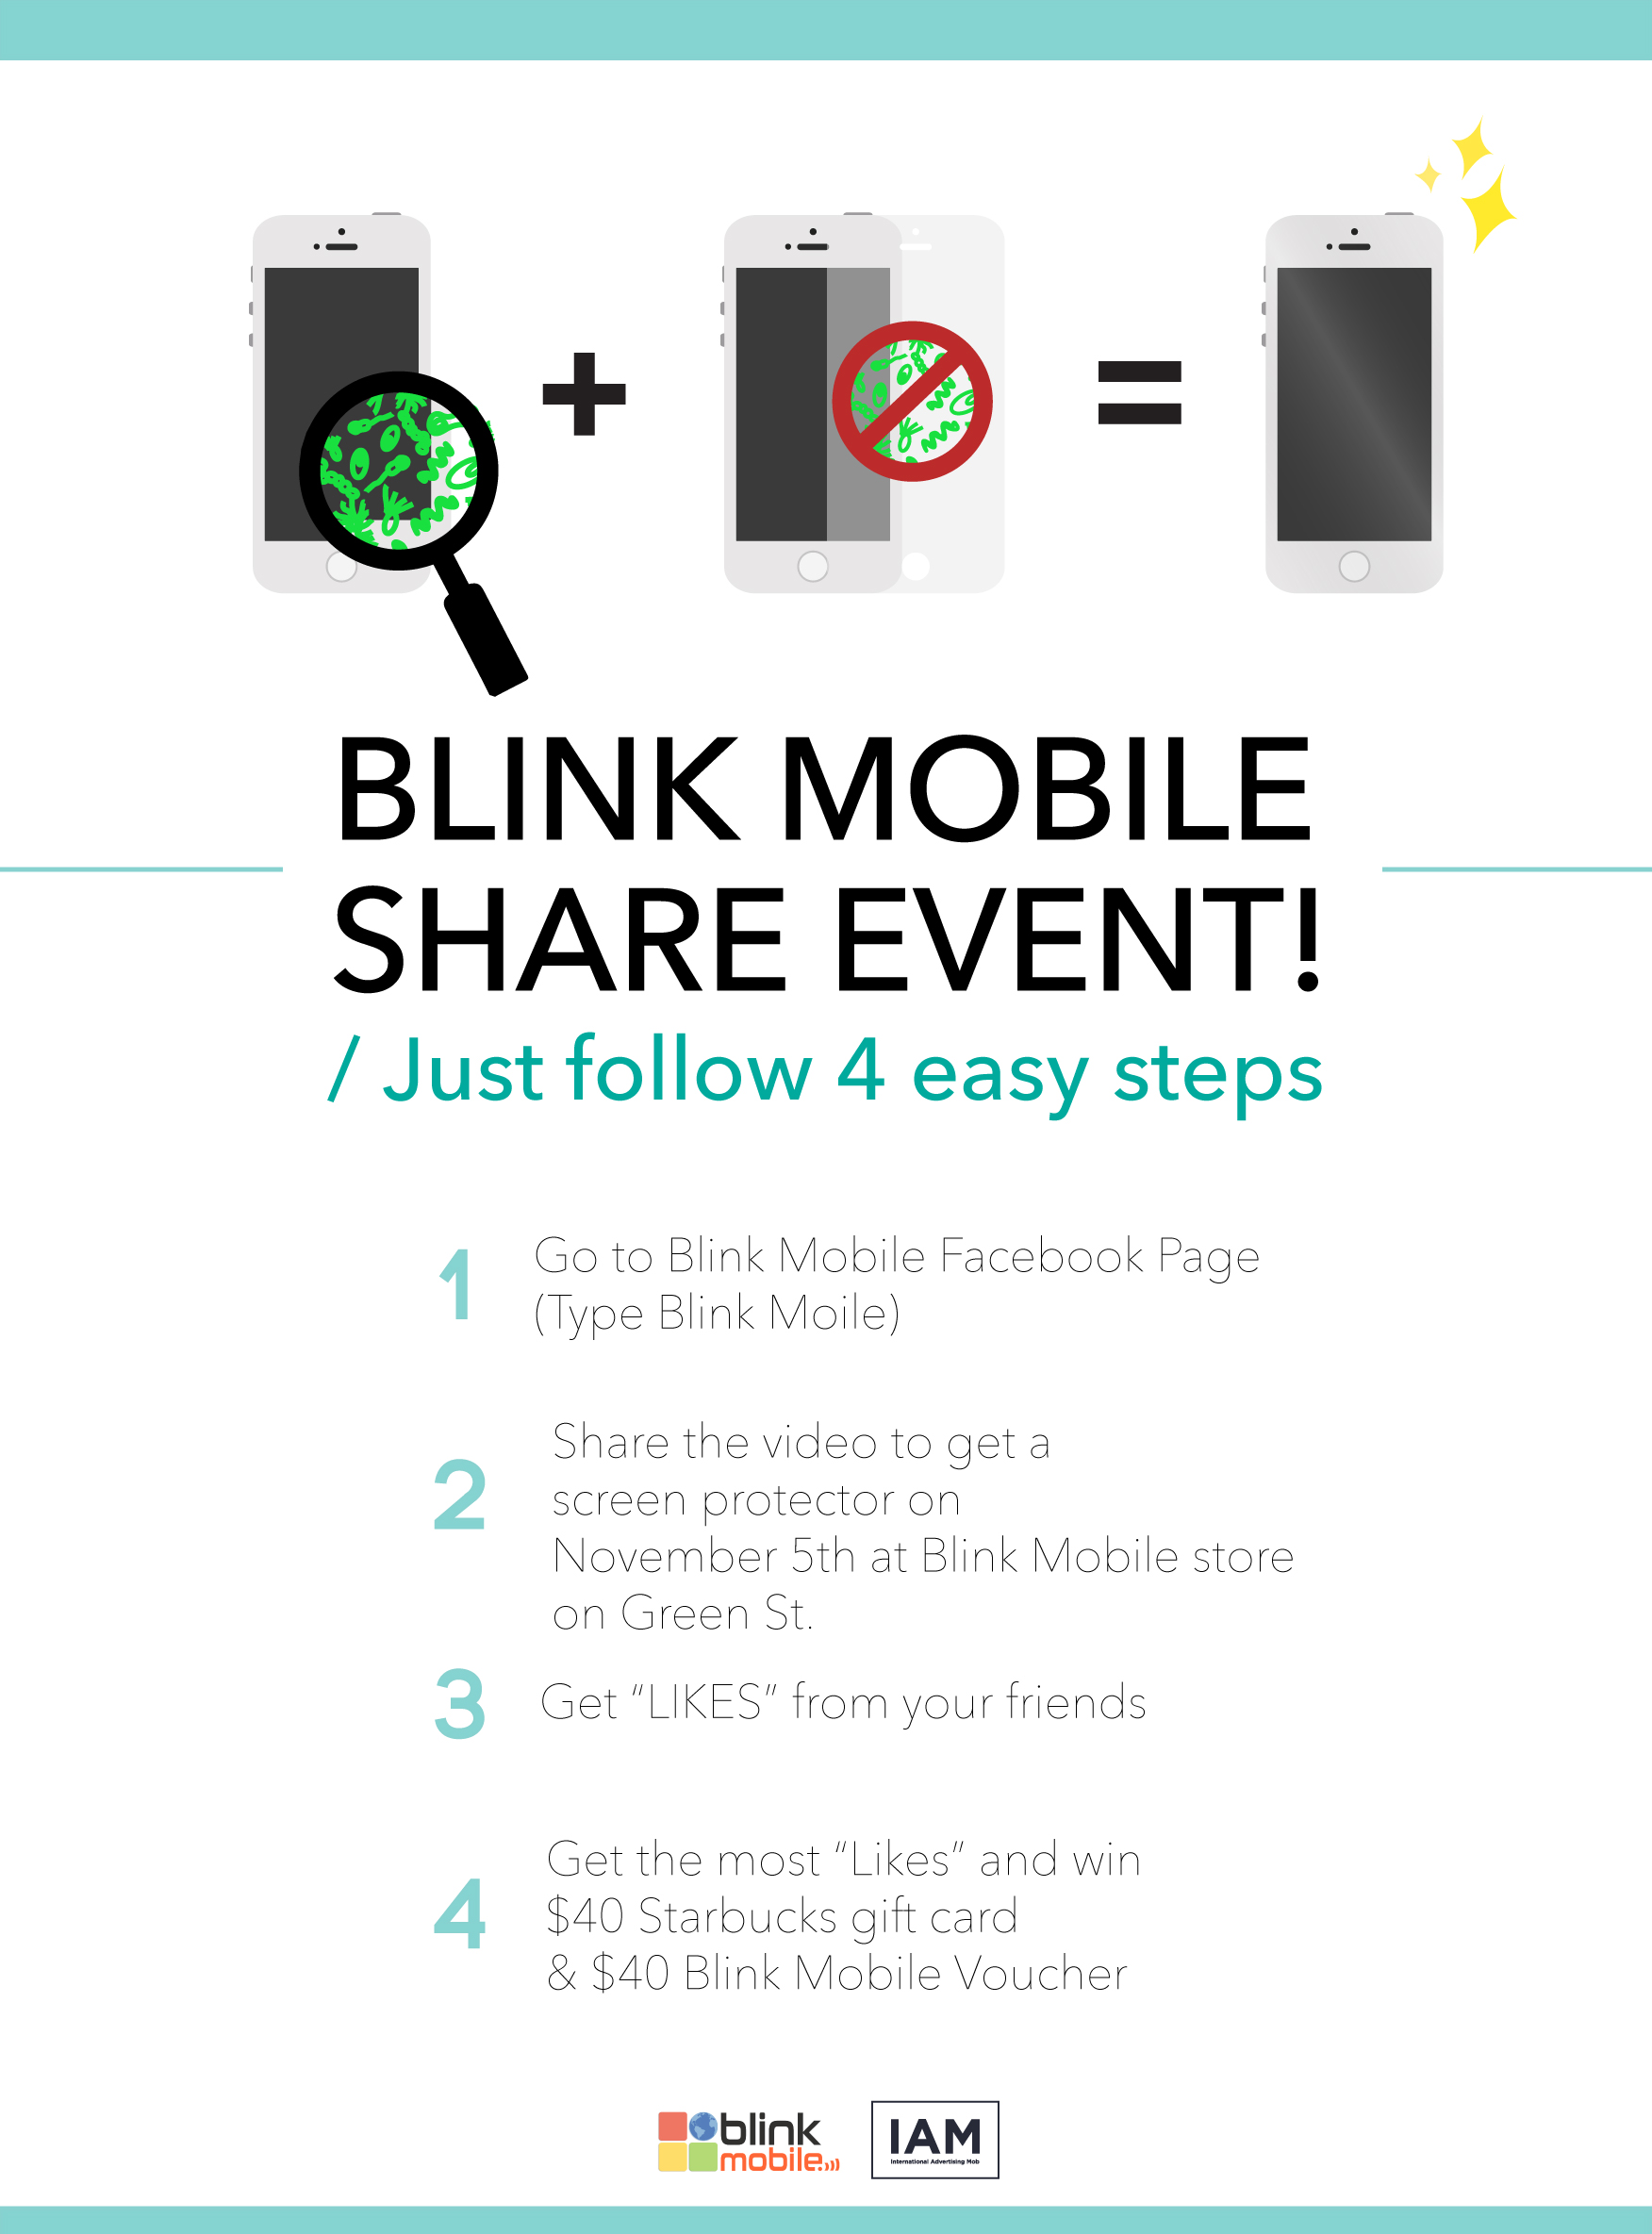 BLINK MOBILE
SHARE EVENT!
/ Just follow 4 easy steps
1 Go to Blink Mobile Facebook Page
(Type Blink Moile)
2 Share the video to get a
screen protector on
November 5th at Blink Mobile store
on Green St.
3 Get “LIKES” from your friends
4 Get the most “Likes” and win
$40 Starbucks gift card
& $40 Blink Mobile Voucher
blink
mobile
IAM
International Advertising Mob